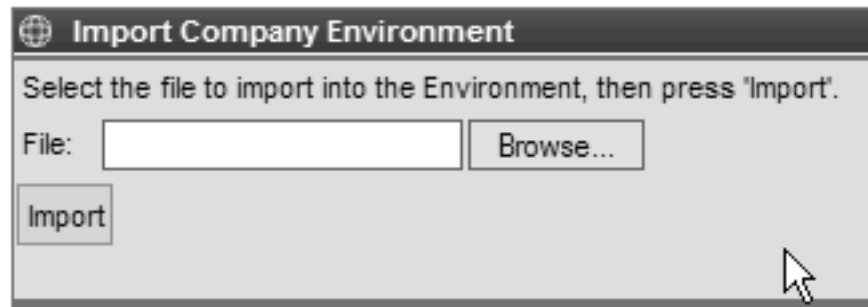 Import Company Environment
Select the file to import into the Environment, then press 'Import'.
File: Browse...
Import